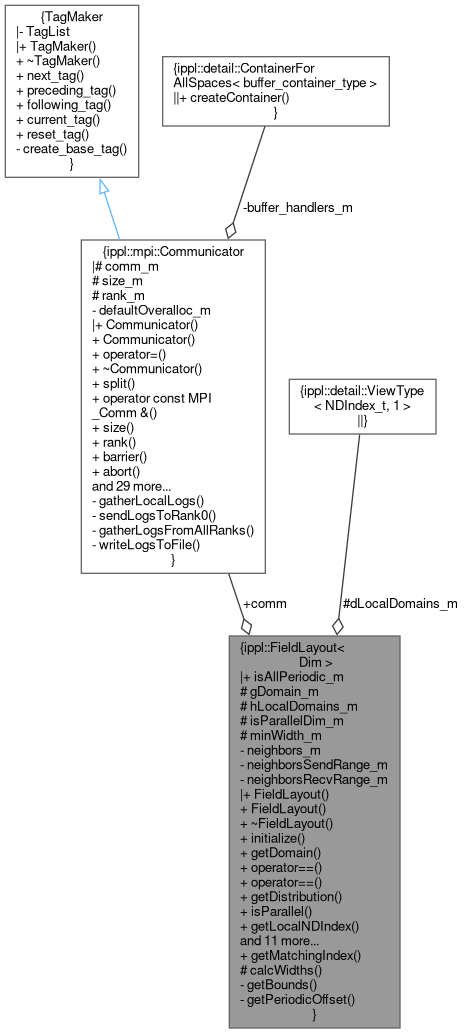 {TagMaker
|- TagList
|+ TagMaker()
+ ~TagMaker()
+ next_tag()
+ preceding_tag()
+ following_tag()
+ current_tag()
+ reset_tag()
- create_base_tag()
}
{ippl::detail::ContainerFor
AllSpaces< buffer_container_type >
||+ createContainer()
}
-buffer_handlers_m
{ippl::mpi::Communicator
|# comm_m
# size_m
# rank_m
- defaultOveralloc_m
|+ Communicator()
+ Communicator()
+ operator=()
+ ~Communicator()
+ split()
+ operator const MPI
_Comm &()
+ size()
+ rank()
+ barrier()
+ abort()
and 29 more...
- gatherLocalLogs()
- sendLogsToRank0()
- gatherLogsFromAllRanks()
- writeLogsToFile()
}
{ippl::detail::ViewType
< NDIndex_t, 1 >
||}
+comm
#dLocalDomains_m
{ippl::FieldLayout<
Dim >
|+ isAllPeriodic_m
# gDomain_m
# hLocalDomains_m
# isParallelDim_m
# minWidth_m
- neighbors_m
- neighborsSendRange_m
- neighborsRecvRange_m
|+ FieldLayout()
+ FieldLayout()
+ ~FieldLayout()
+ initialize()
+ getDomain()
+ operator==()
+ operator==()
+ getDistribution()
+ isParallel()
+ getLocalNDIndex()
and 11 more...
+ getMatchingIndex()
# calcWidths()
- getBounds()
- getPeriodicOffset()
}